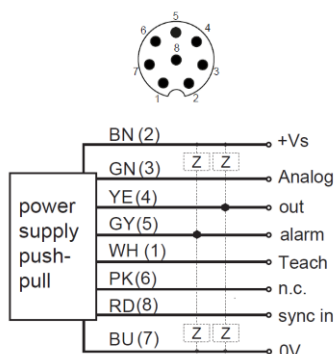 5
6 4
8
7 3
1 2
BN (2) +Vs
Z Z
GN (3) Analog
YE (4) out
power
supply
push-
pull
GY (5) alarm
WH (1) Teach
PK (6) n.c.
RD (8) sync in
Z Z
BU (7) 0V